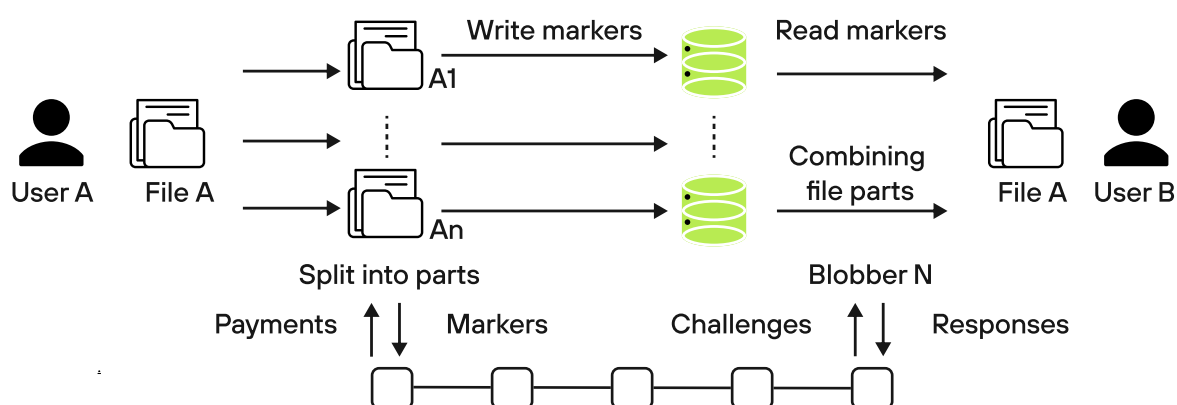 Write markers
Read markers
A1
Combining
file parts
User A
File A
File A
User B
An
Split into parts
Blobber N
Payments
Markers
Challenges
Responses